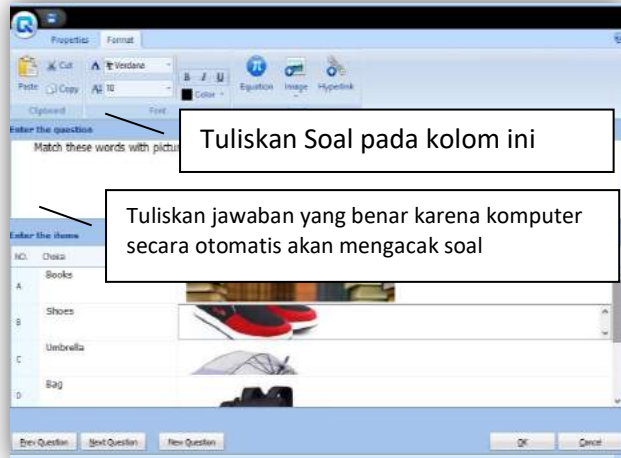 Properties Format
Cut Verdana
B I U
Paste Copy 10 Color Equation Image Hyperlink
Clipboard Font
Tuliskan Soal pada kolom ini
Enter the question
Match these words with
Tuliskan jawaban yang benar karena komputer
secara otomatis akan mengacak soal
Enter the items
NO.
A Books
B Shoes
C Umbrella
D Bag
Prev Question Next Question New Question OK Cancel